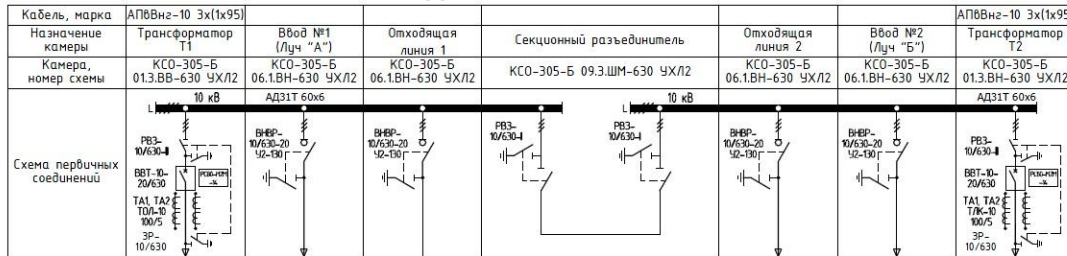 Кабель, марка
АПвВнг-10 3x(1x95)
АПвВнг-10 3x(1x95
Назначение камеры
Трансформатор Т1
Ввод №1 (Луч "А")
Отходящая линия 1
Секционный разъединитель
Отходящая линия 2
Ввод №2 (Луч "Б")
Трансформатор Т2
Камера, номер схемы
КСО-305-Б 01.3.ВВ-630 УХЛ2
КСО-305-Б 06.1.ВН-630 УХЛ2
КСО-305-Б 06.1.ВН-630 УХЛ2
КСО-305-Б 09.3.ШМ-630 УХЛ2
КСО-305-Б 06.1.ВН-630 УХЛ2
КСО-305-Б 06.1.ВН-630 УХЛ2
КСО-305-Б 01.3.ВВ-630 УХЛ2
Схема первичных соединений
L
10 кВ
АД31Т 60х6
L
10 кВ
АД31Т 60х6
РВЗ-
10/630-II
ВВТ-10-
20/630
ТА1, ТА2
ТОЛ-10
100/5
ЗР-
10/630
ВНВР-
10/630-20
У2-130
ВНВР-
10/630-20
У2-130
РВЗ-
10/630-II
РВЗ-
10/630-I
ВНВР-
10/630-20
У2-130
ВНВР-
10/630-20
У2-130
РВЗ-
10/630-II
ВВТ-10-
20/630
ТА1, ТА2
ТЛК-10
100/5
ЗР-
10/630